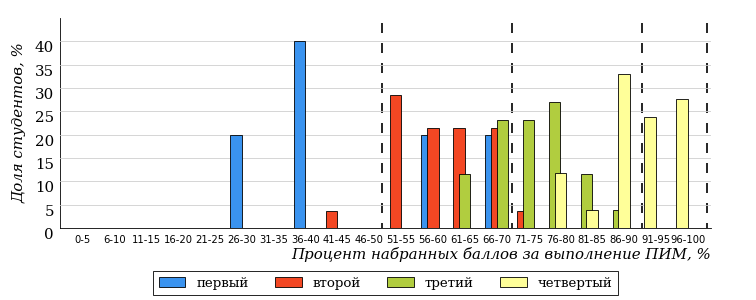 Доля студентов, %
40
35
30
25
20
15
10
5
0
0-5 6-10 11-15 16-20 21-25 26-30 31-35 36-40 41-45 46-50 51-55 56-60 61-65 66-70 71-75 76-80 81-85 86-90 91-95 96-100
Процент набранных баллов за выполнение ПИМ, %
первый второй третий четвертый